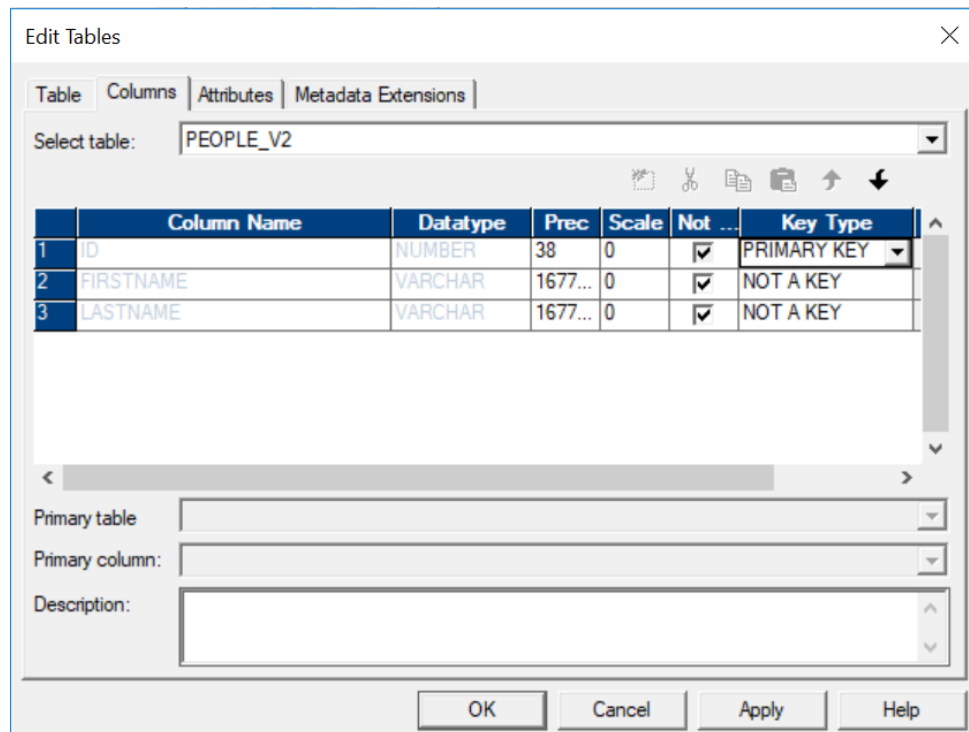 Edit Tables
Table Columns Attributes Metadata Extensions
Select table: PEOPLE_V2
Column Name Datatype Prec Scale Not ... Key Type
1 ID NUMBER 38 0 PRIMARY KEY
2 FIRSTNAME VARCHAR 1677... 0 NOT A KEY
3 LASTNAME VARCHAR 1677... 0 NOT A KEY
Primary table
Primary column:
Description:
OK Cancel Apply Help